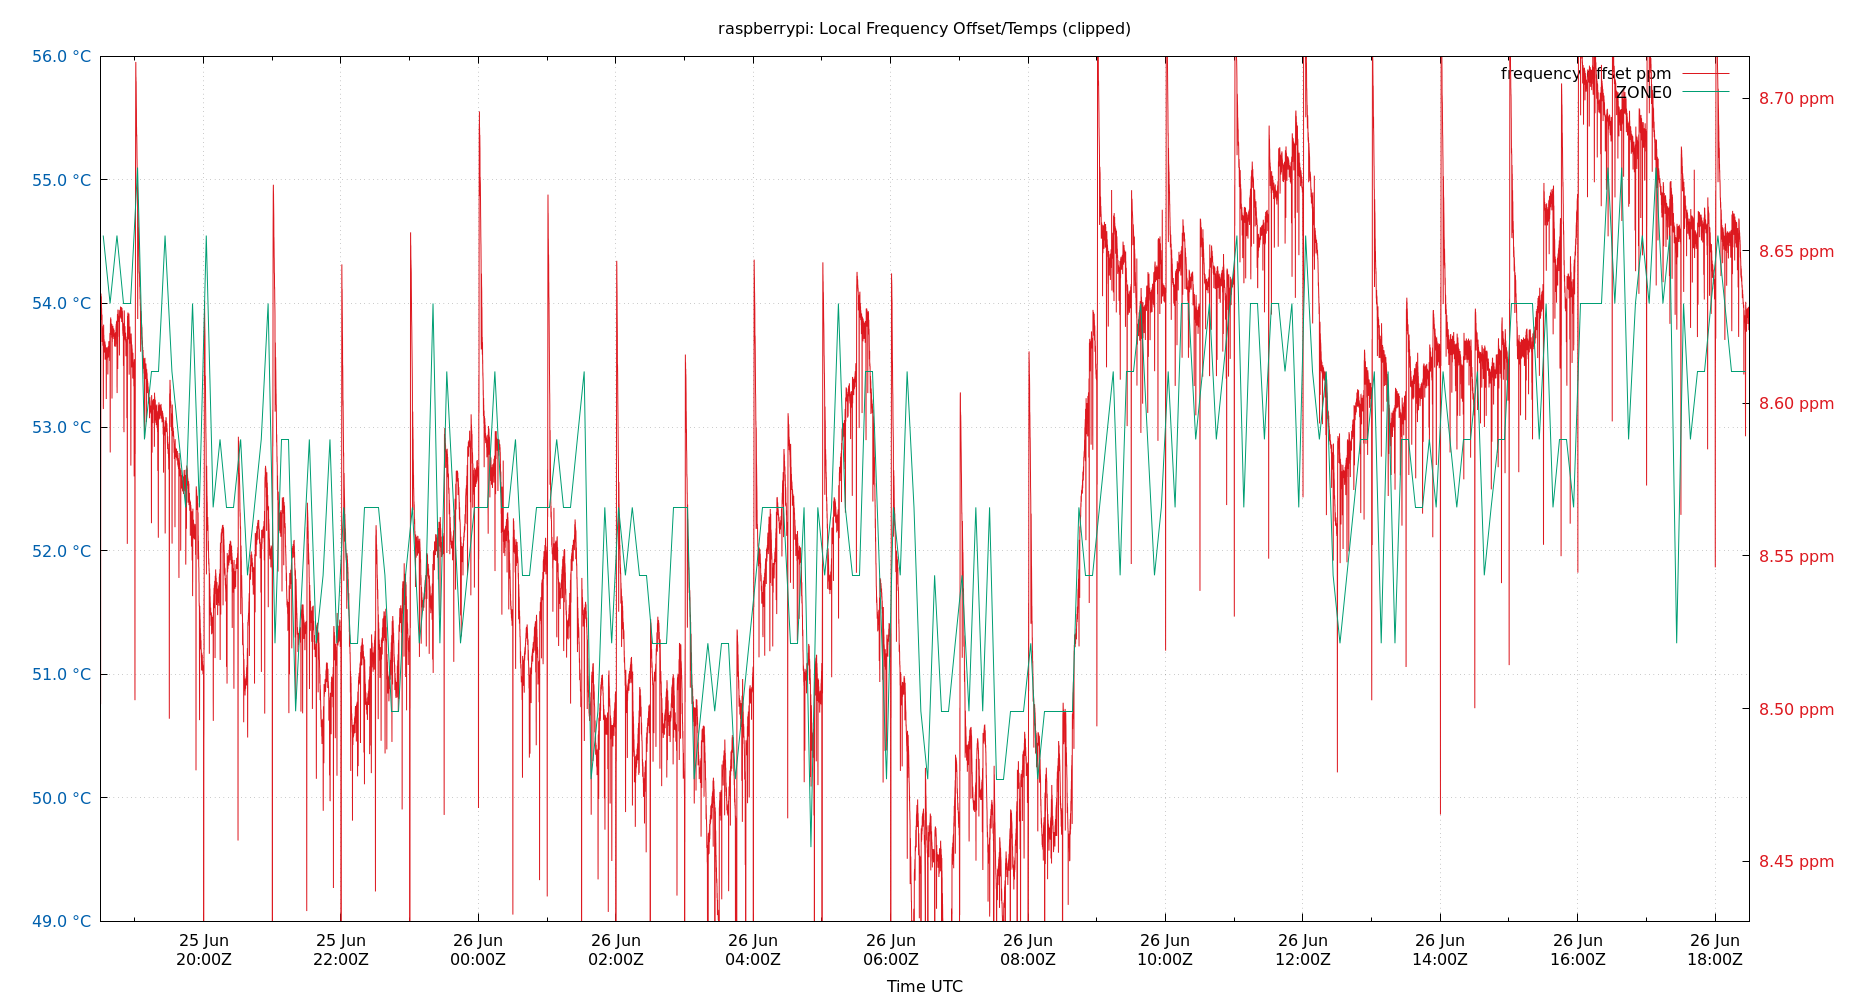 raspberrypi: Local Frequency Offset/Temps (clipped)
56.0 °C
55.0 °C
54.0 °C
53.0 °C
52.0 °C
51.0 °C
50.0 °C
49.0 °C
frequency offset ppm
ZONE0
8.70 ppm
8.65 ppm
8.60 ppm
8.55 ppm
8.50 ppm
8.45 ppm
25 Jun
20:00Z
25 Jun
22:00Z
26 Jun
00:00Z
26 Jun
02:00Z
26 Jun
04:00Z
26 Jun
06:00Z
26 Jun
08:00Z
26 Jun
10:00Z
26 Jun
12:00Z
26 Jun
14:00Z
26 Jun
16:00Z
26 Jun
18:00Z
Time UTC